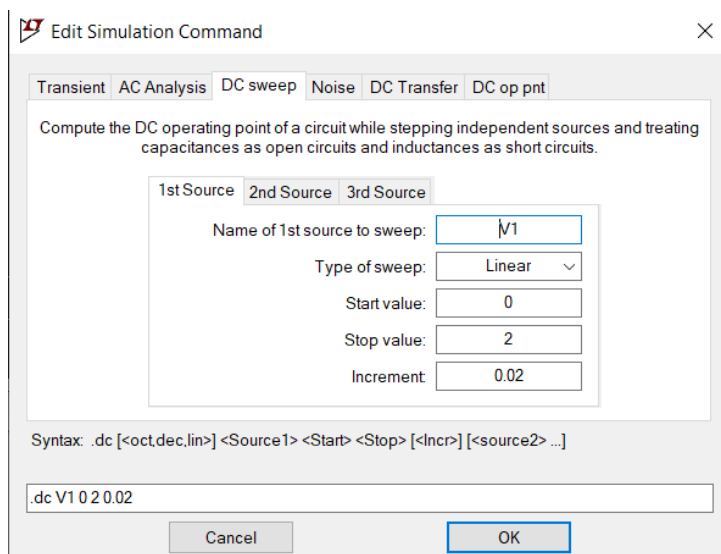 Edit Simulation Command
Transient AC Analysis DC sweep Noise DC Transfer DC op pnt
Compute the DC operating point of a circuit while stepping independent sources and treating
capacitances as open circuits and inductances as short circuits.
1st Source 2nd Source 3rd Source
Name of 1st source to sweep: V1
Type of sweep: Linear
Start value: 0
Stop value: 2
Increment: 0.02
Syntax: .dc [<oct,dec,lin>] <Source1> <Start> <Stop> [<Incr>] [<source2> ...]
.dc V1 0 2 0.02
Cancel OK